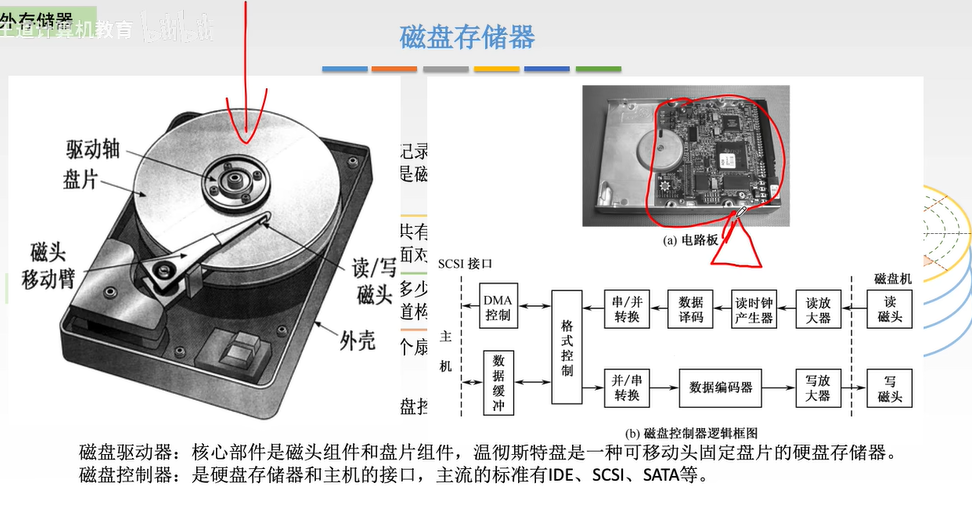 外存储器
王道计算机教育 bilibili
磁盘存储器
驱动轴
盘片
磁头
移动臂
读/写
磁头
外壳
记录
是磁
共有
面对
多少
道构
个扇
盘控
(a) 电路板
SCSI 接口
磁盘机
主机
DMA
控制
数据缓冲
格式控制
串/并
转换
数据
译码
读时钟
产生器
读放
大器
读
磁头
并/串
转换
数据编码器
写放
大器
写
磁头
(b) 磁盘控制器逻辑框图
磁盘驱动器：核心部件是磁头组件和盘片组件，温彻斯特盘是一种可移动头固定盘片的硬盘存储器。
磁盘控制器：是硬盘存储器和主机的接口，主流的标准有IDE、SCSI、SATA等。